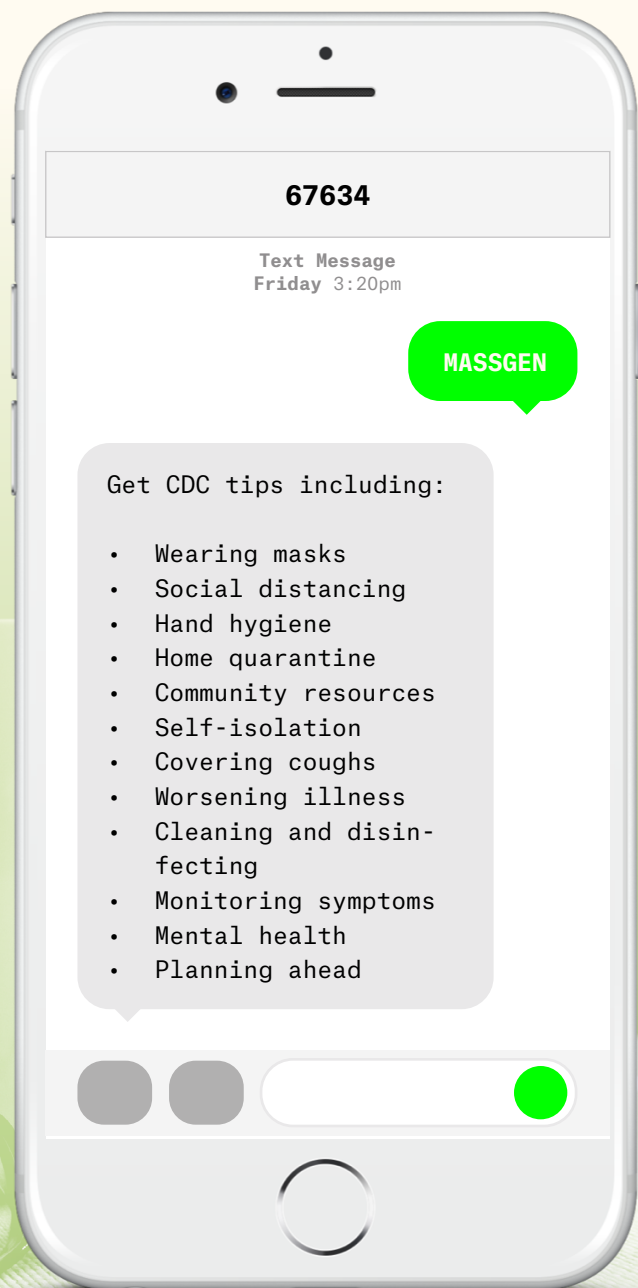 67634
Text Message
Friday 3:20pm
MASSGEN
Get CDC tips including:
• Wearing masks
• Social distancing
• Hand hygiene
• Home quarantine
• Community resources
• Self-isolation
• Covering coughs
• Worsening illness
• Cleaning and disin-
fecting
• Monitoring symptoms
• Mental health
• Planning ahead